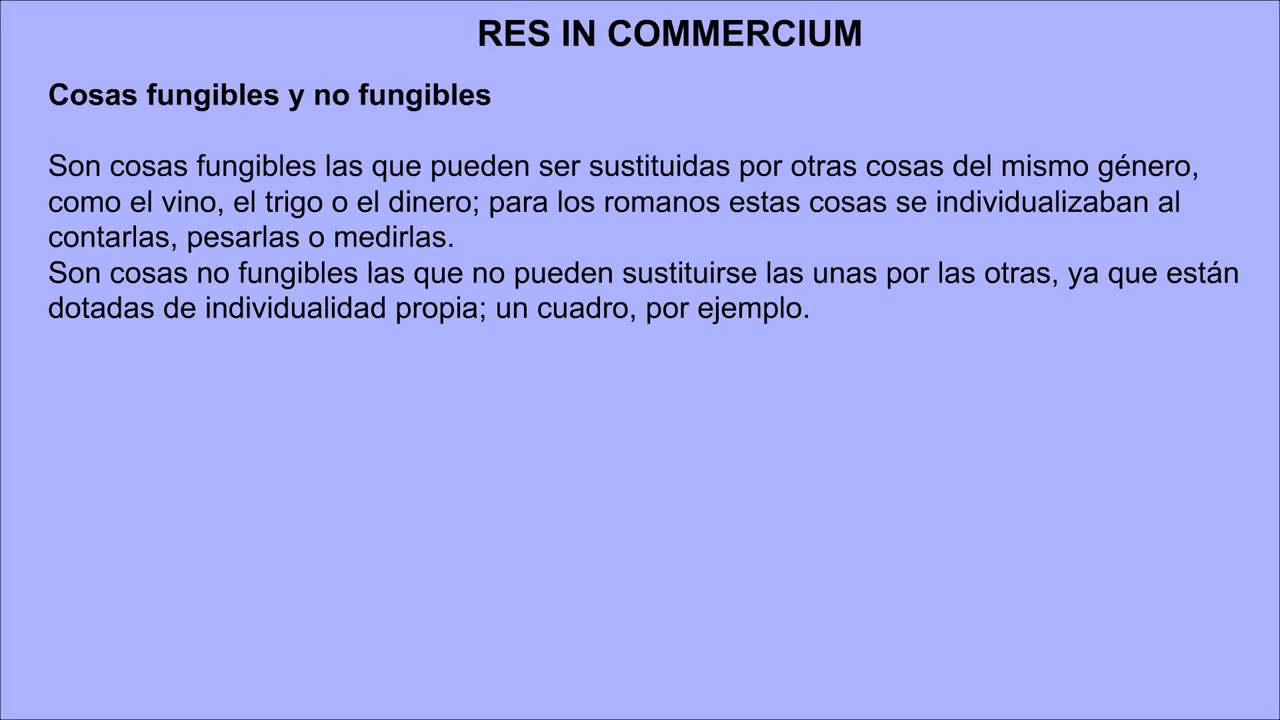 RES IN COMMERCIUM
Cosas fungibles y no fungibles
Son cosas fungibles las que pueden ser sustituidas por otras cosas del mismo género,
como el vino, el trigo o el dinero; para los romanos estas cosas se individualizaban al
contarlas, pesarlas o medirlas.
Son cosas no fungibles las que no pueden sustituirse las unas por las otras, ya que están
dotadas de individualidad propia; un cuadro, por ejemplo.